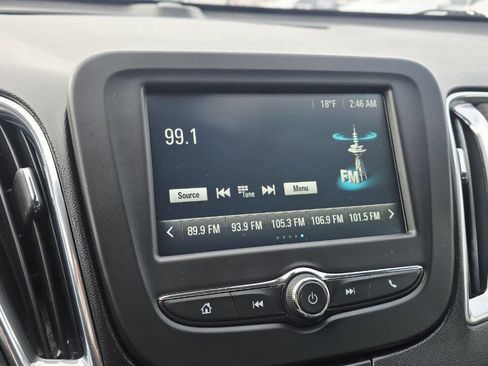 18°F 2:46 AM
99.1
FM
Source Tune Menu
89.9 FM 93.9 FM 105.3 FM 106.9 FM 101.5 FM